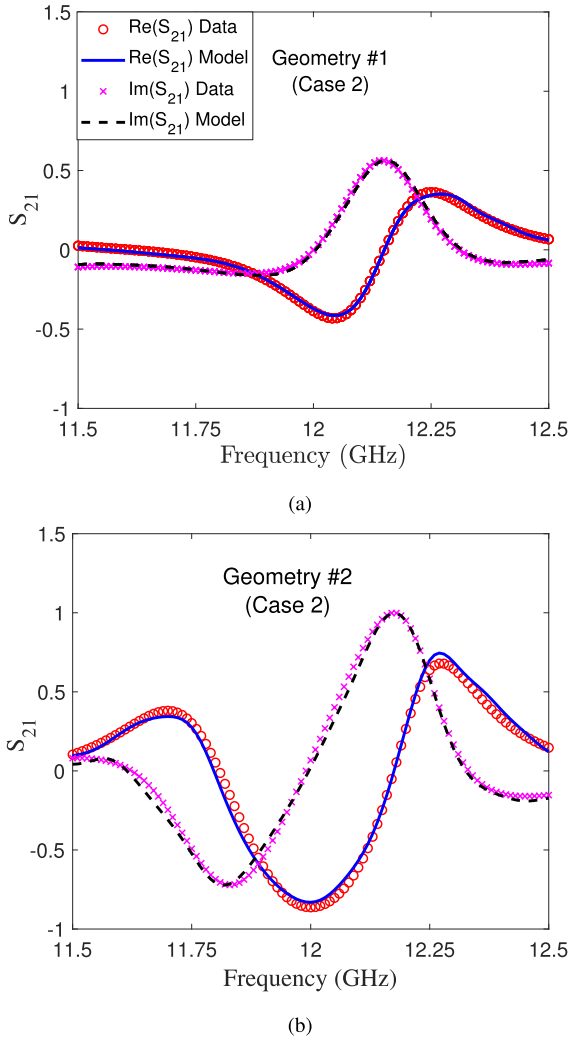 1.5
1
0.5
0
-0.5
-1
S21
Re(S21) Data
Re(S21) Model
Im(S21) Data
Im(S21) Model
Geometry #1
(Case 2)
11.5 11.75 12 12.25 12.5
Frequency (GHz)
(a)
1.5
1
0.5
0
-0.5
-1
S21
Geometry #2
(Case 2)
11.5 11.75 12 12.25 12.5
Frequency (GHz)
(b)